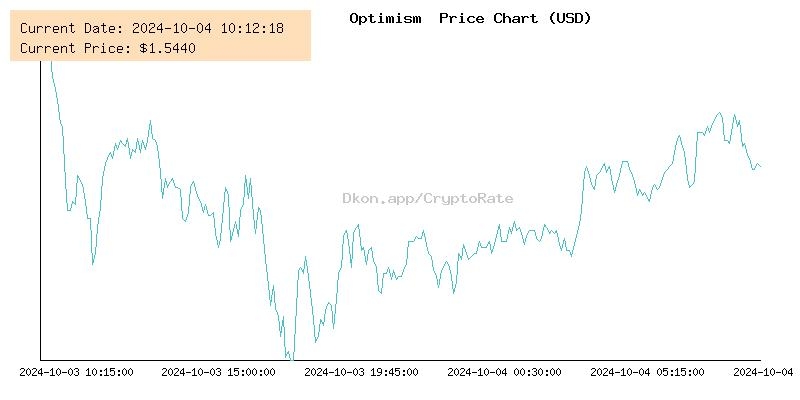 Optimism Price Chart (USD)
Current Date: 2024-10-04 10:12:18
Current Price: $1.5440
Dkon.app/CryptoRate
2024-10-03 10:15:00 2024-10-03 15:00:00 2024-10-03 19:45:00 2024-10-04 00:30:00 2024-10-04 05:15:00 2024-10-04